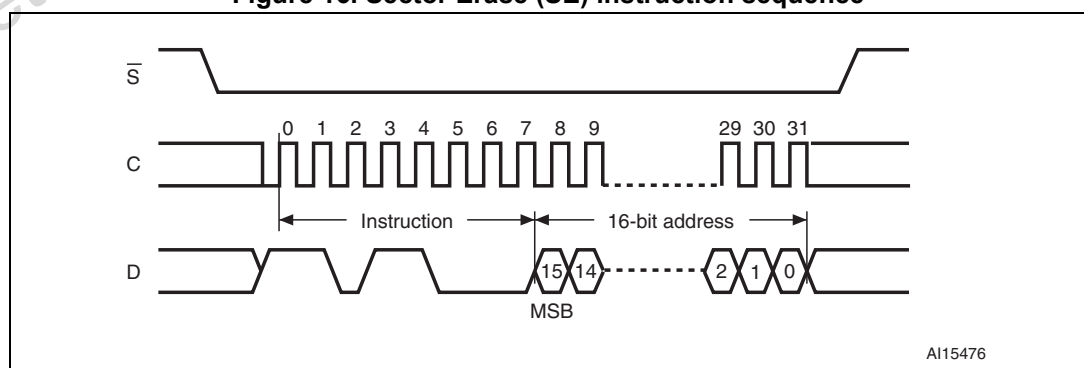 Figure 16. Sector Erase (SE) instruction sequence
S
0 1 2 3 4 5 6 7 8 9 29 30 31
C
Instruction 16-bit address
D 15 14 2 1 0
MSB
AI15476